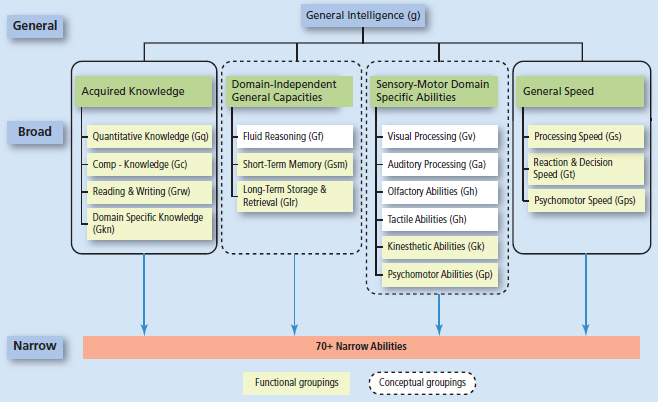 General Intelligence (g)
General
Acquired Knowledge
Domain-Independent
General Capacities
Sensory-Motor Domain
Specific Abilities
General Speed
Broad
Quantitative Knowledge (Gq)
Comp - Knowledge (Gc)
Reading & Writing (Grw)
Domain Specific Knowledge
(Gkn)
Fluid Reasoning (Gf)
Short-Term Memory (Gsm)
Long-Term Storage &
Retrieval (Glr)
Visual Processing (Gv)
Auditory Processing (Ga)
Olfactory Abilities (Gh)
Tactile Abilities (Gh)
Kinesthetic Abilities (Gk)
Psychomotor Abilities (Gp)
Processing Speed (Gs)
Reaction & Decision
Speed (Gt)
Psychomotor Speed (Gps)
Narrow
70+ Narrow Abilities
Functional groupings
Conceptual groupings